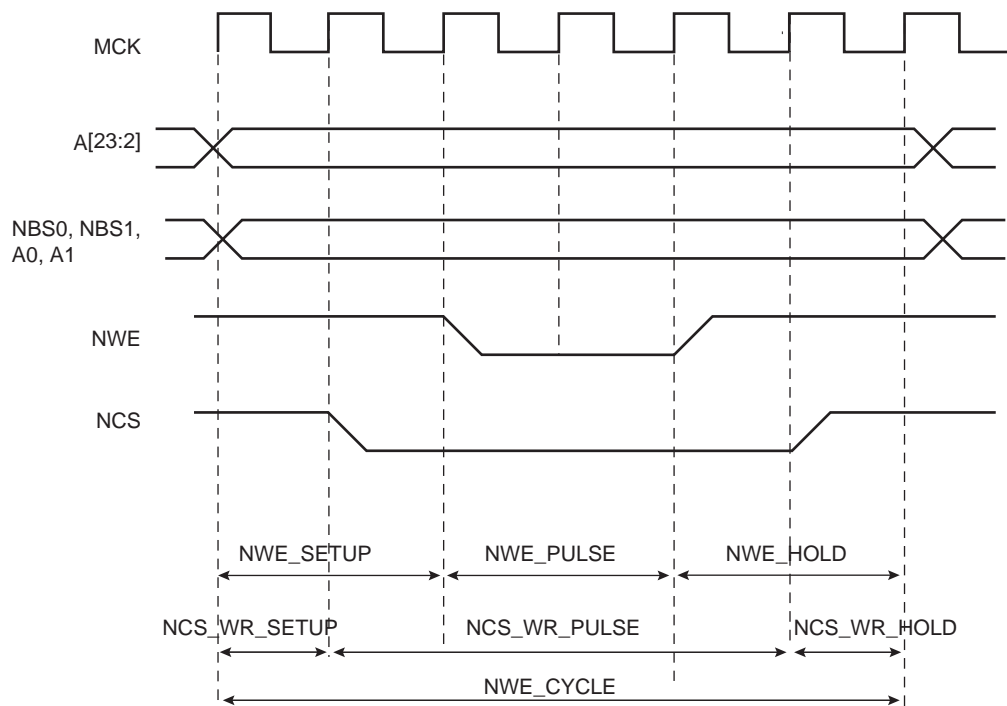 MCK
A[23:2]
NBS0, NBS1,
A0, A1
NWE
NCS
NWE_SETUP
NWE_PULSE
NWE_HOLD
NCS_WR_SETUP
NCS_WR_PULSE
NCS_WR_HOLD
NWE_CYCLE